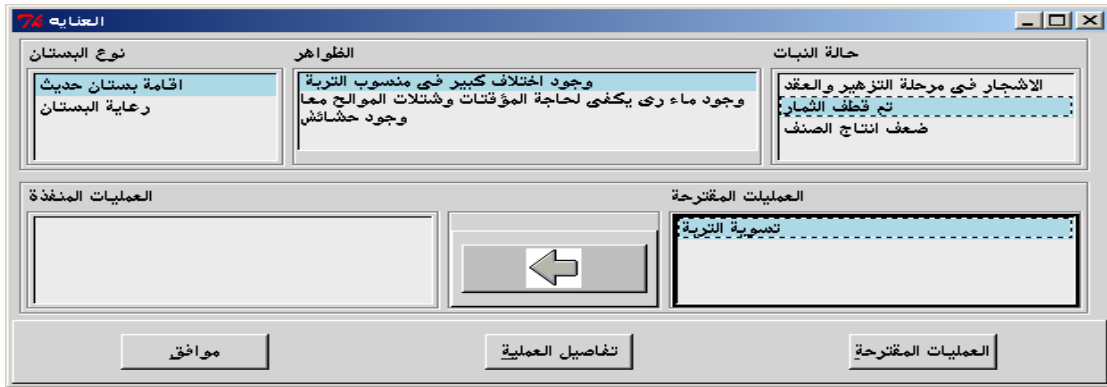 العنايه
حالة النبات
الاشجار فى مرحلة التزهير والعقد
تم قطف الثمار
ضعف انتاج الصنف
الظواهر
وجود اختلاف كبير فى منسوب التربة
وجود ماء رى يكفى لحاجة المؤقتات وشتلات الموالح معا
وجود حشائش
نوع البستان
اقامة بستان حديث
رعاية البستان
العمليلت المقترحة
تسوية التربة
العمليات المنفذة
العمليات المقترحة
تفاصيل العملية
موافق